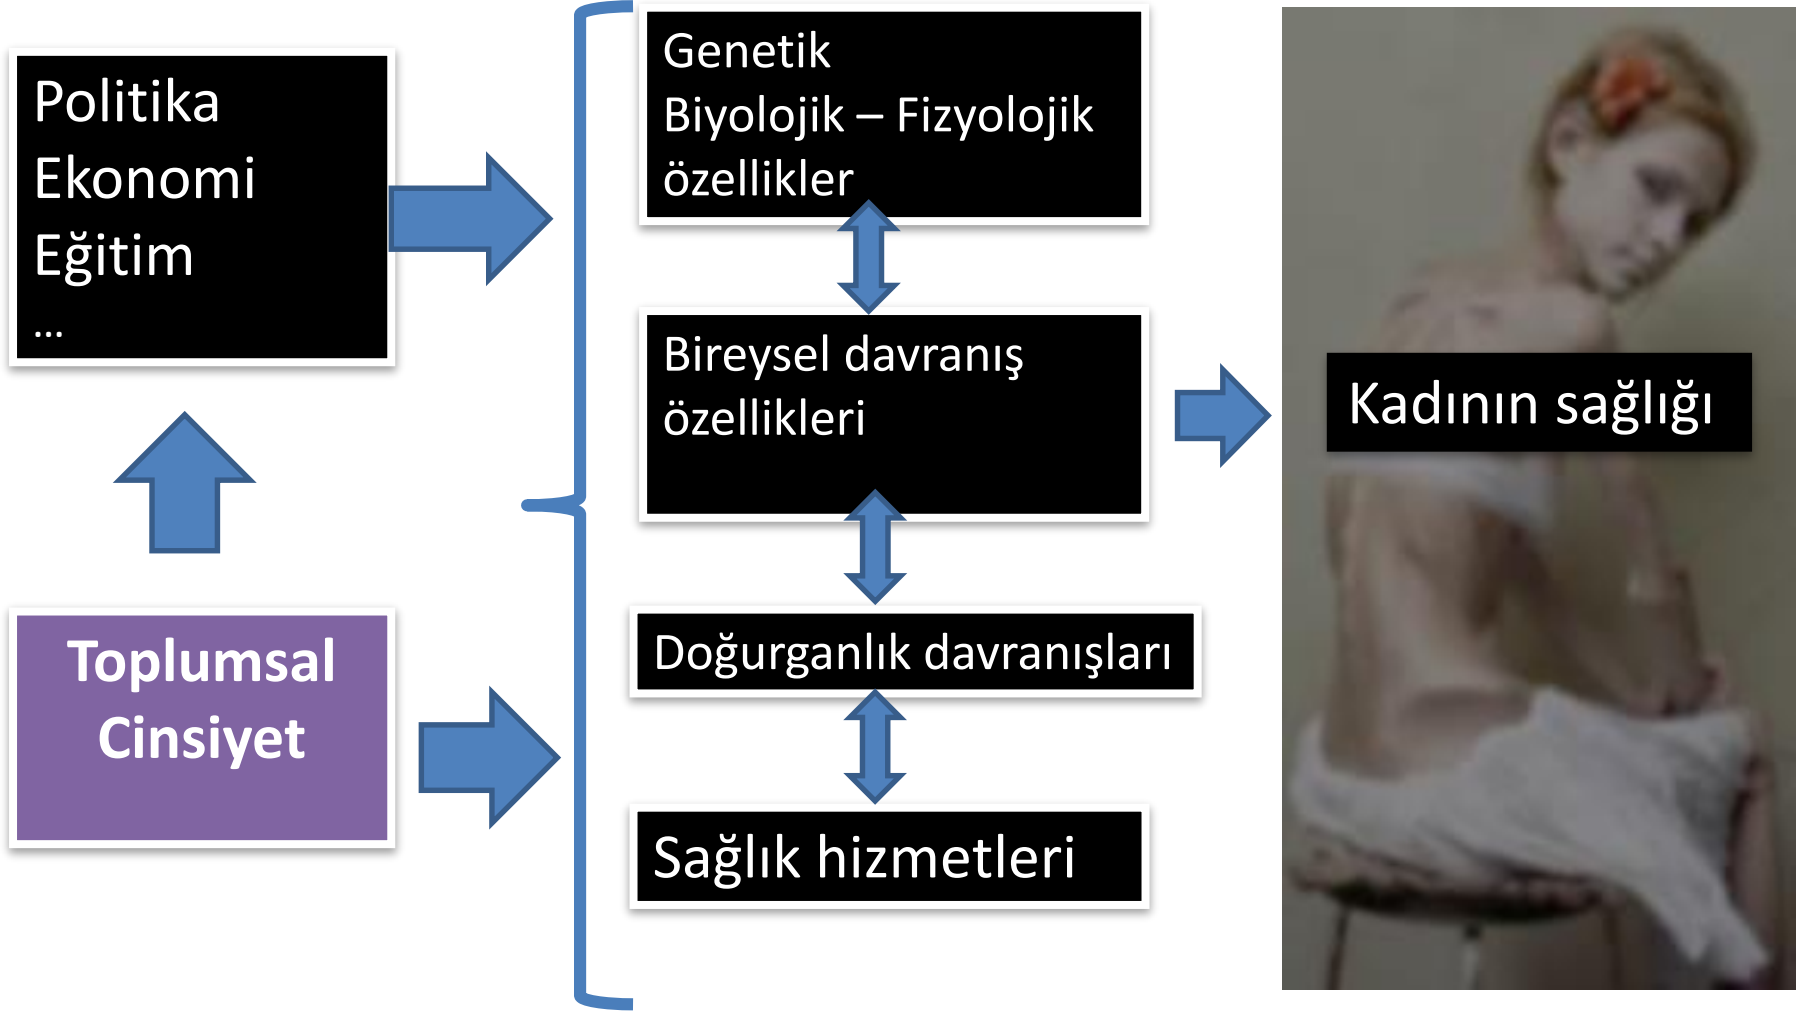 Politika
Ekonomi
Eğitim
…
Toplumsal
Cinsiyet
Genetik
Biyolojik – Fizyolojik
özellikler
Bireysel davranış
özellikleri
Doğurganlık davranışları
Sağlık hizmetleri
Kadının sağlığı